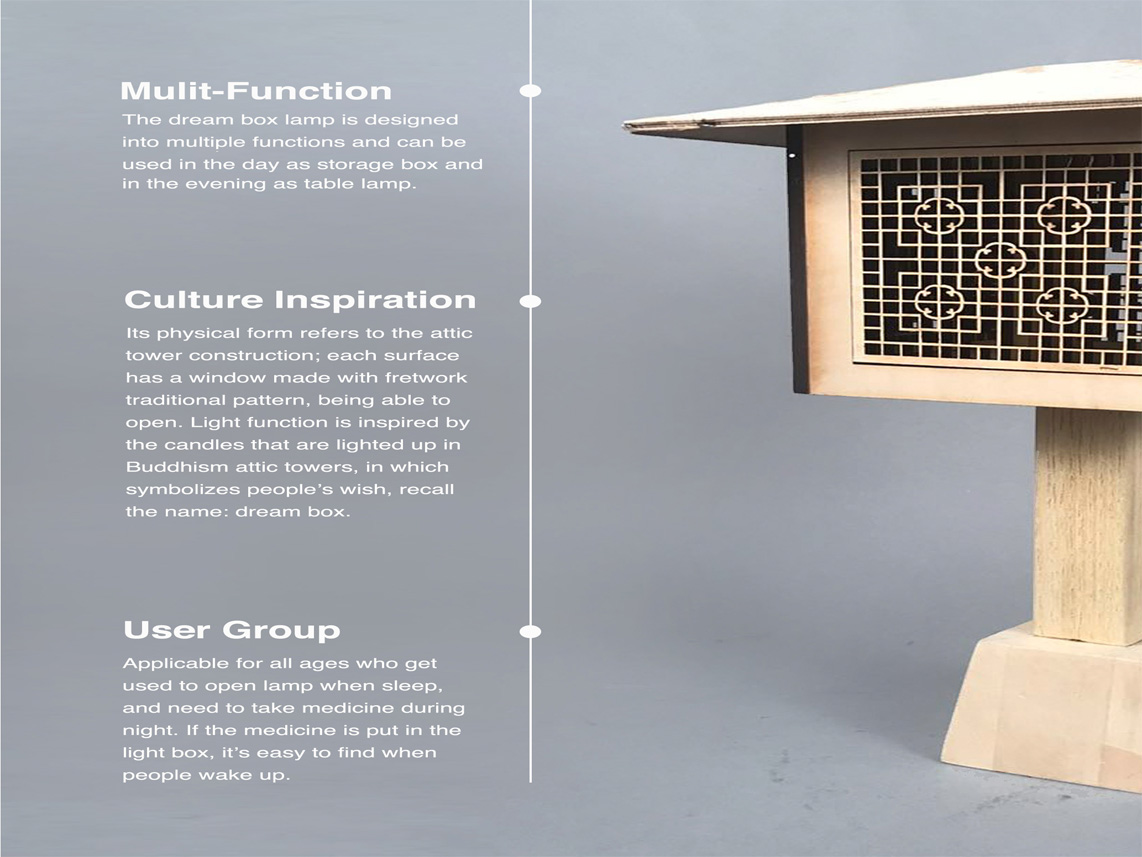 Mulit-Function
The dream box lamp is designed
into multiple functions and can be
used in the day as storage box and
in the evening as table lamp.
Culture Inspiration
Its physical form refers to the attic
tower construction; each surface
has a window made with fretwork
traditional pattern, being able to
open. Light function is inspired by
the candles that are lighted up in
Buddhism attic towers, in which
symbolizes people’s wish, recall
the name: dream box.
User Group
Applicable for all ages who get
used to open lamp when sleep,
and need to take medicine during
night. If the medicine is put in the
light box, it’s easy to find when
people wake up.